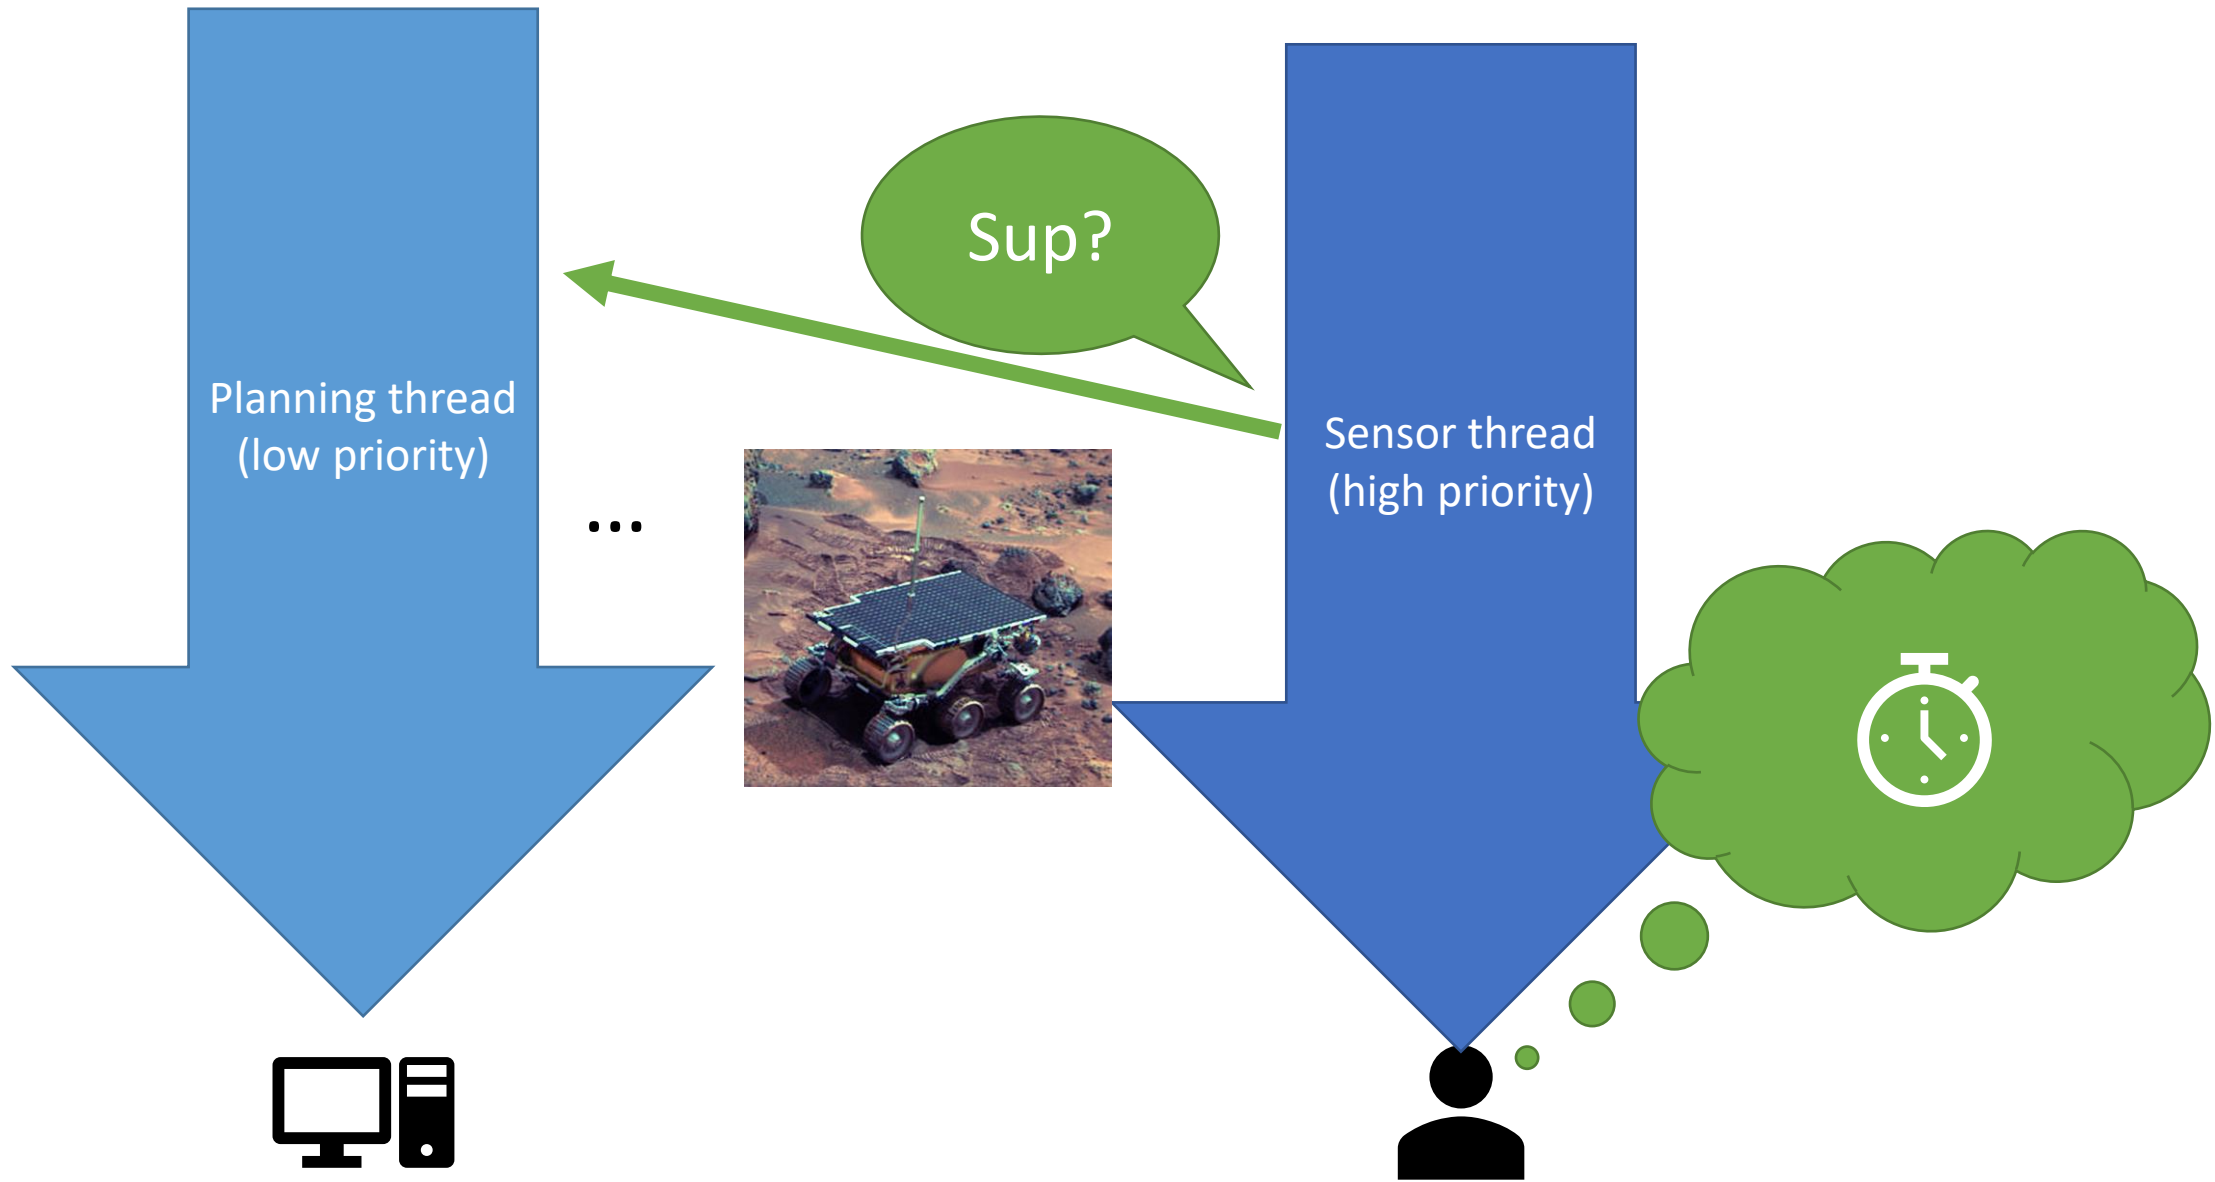 Sup?
Planning thread
(low priority)
Sensor thread
(high priority)
...